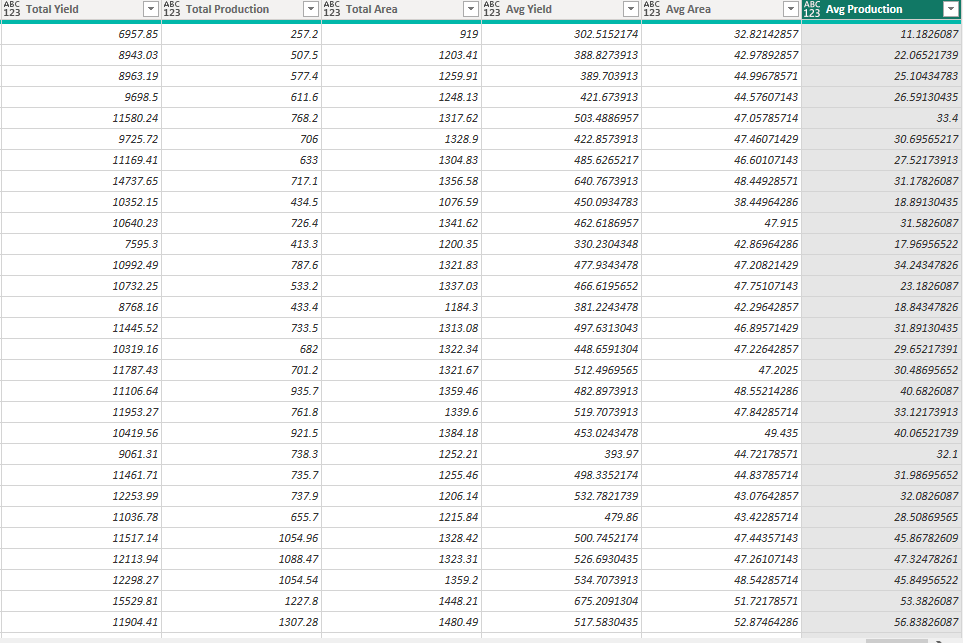 ABC 123 Total Yield ABC 123 Total Production ABC 123 Total Area ABC 123 Avg Yield ABC 123 Avg Area ABC 123 Avg Production
6957.85 257.2 919 302.5152174 32.82142857 11.1826087
8943.03 507.5 1203.41 388.8273913 42.97892857 22.06521739
8963.19 577.4 1259.91 389.703913 44.99678571 25.10434783
9698.5 611.6 1248.13 421.673913 44.57607143 26.59130435
11580.24 768.2 1317.62 503.4886957 47.05785714 33.4
9725.72 706 1328.9 422.8573913 47.46071429 30.69565217
11169.41 633 1304.83 485.6265217 46.60107143 27.52173913
14737.65 717.1 1356.58 640.7673913 48.44928571 31.17826087
10352.15 434.5 1076.59 450.0934783 38.44964286 18.89130435
10640.23 726.4 1341.62 462.6186957 47.915 31.5826087
7595.3 413.3 1200.35 330.2304348 42.86964286 17.96956522
10992.49 787.6 1321.83 477.9343478 47.20821429 34.24347826
10732.25 533.2 1337.03 466.6195652 47.75107143 23.1826087
8768.16 433.4 1184.3 381.2243478 42.29642857 18.84347826
11445.52 733.5 1313.08 497.6313043 46.89571429 31.89130435
10319.16 682 1322.34 448.6591304 47.22642857 29.65217391
11787.43 701.2 1321.67 512.4969565 47.2025 30.48695652
11106.64 935.7 1359.46 482.8973913 48.55214286 40.6826087
11953.27 761.8 1339.6 519.7073913 47.84285714 33.12173913
10419.56 921.5 1384.18 453.0243478 49.435 40.06521739
9061.31 738.3 1252.21 393.97 44.72178571 32.1
11461.71 735.7 1255.46 498.3352174 44.83785714 31.98695652
12253.99 737.9 1206.14 532.7821739 43.07642857 32.0826087
11036.78 655.7 1215.84 479.86 43.42285714 28.50869565
11517.14 1054.96 1328.42 500.7452174 47.44357143 45.86782609
12113.94 1088.47 1323.31 526.6930435 47.26107143 47.32478261
12298.27 1054.54 1359.2 534.7073913 48.54285714 45.84956522
15529.81 1227.8 1448.21 675.2091304 51.72178571 53.3826087
11904.41 1307.28 1480.49 517.5830435 52.87464286 56.83826087